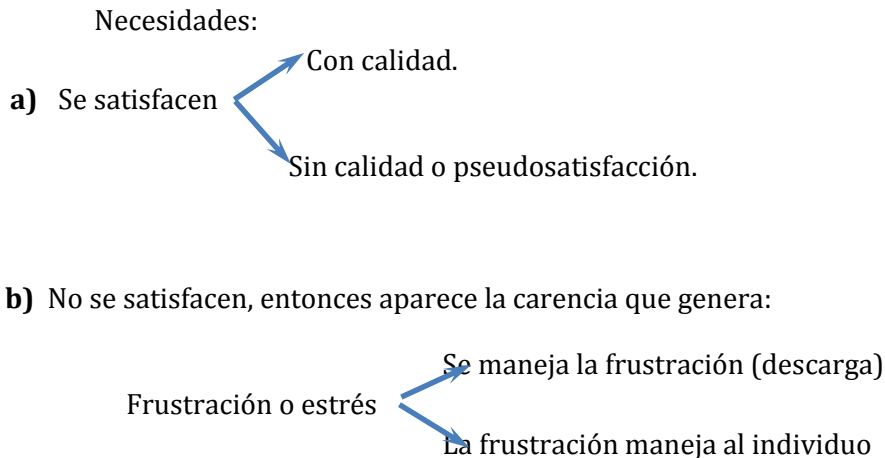 Necesidades:
Con calidad.
a) Se satisfacen
Sin calidad o pseudosatisfacción.
b) No se satisfacen, entonces aparece la carencia que genera:
Se maneja la frustración (descarga)
Frustración o estrés
La frustración maneja al individuo